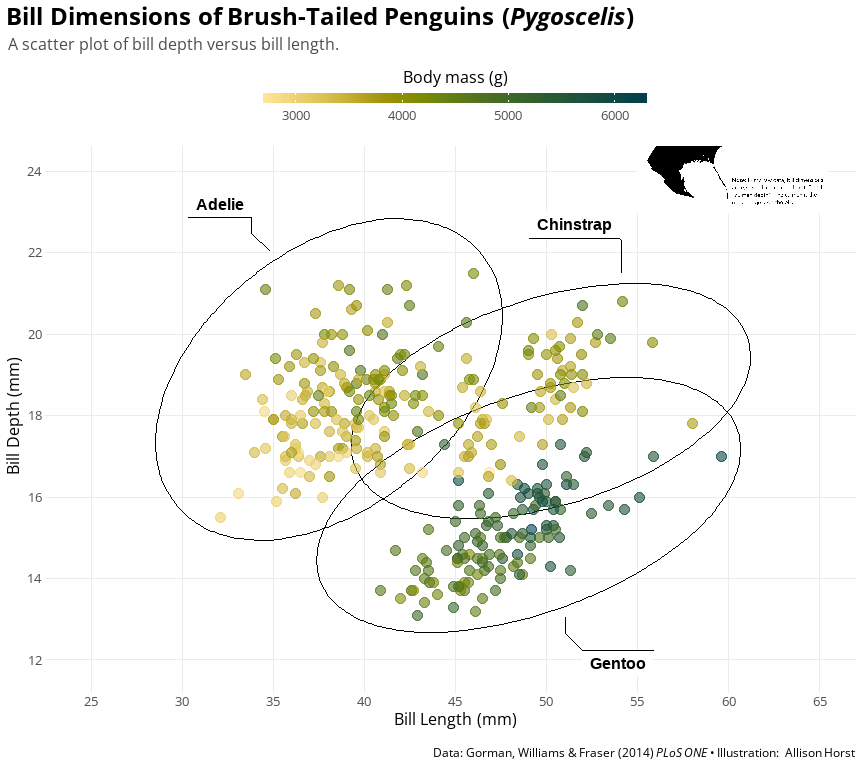 Bill Dimensions of Brush-Tailed Penguins (Pygoscelis)
A scatter plot of bill depth versus bill length.
Body mass (g)
3000 4000 5000 6000
24
22
20
18
16
14
12
Bill Depth (mm)
Adelie
Chinstrap
Gentoo
25 30 35 40 45 50 55 60 65
Bill Length (mm)
Data: Gorman, Williams & Fraser (2014) PLoS ONE • Illustration: Allison Horst